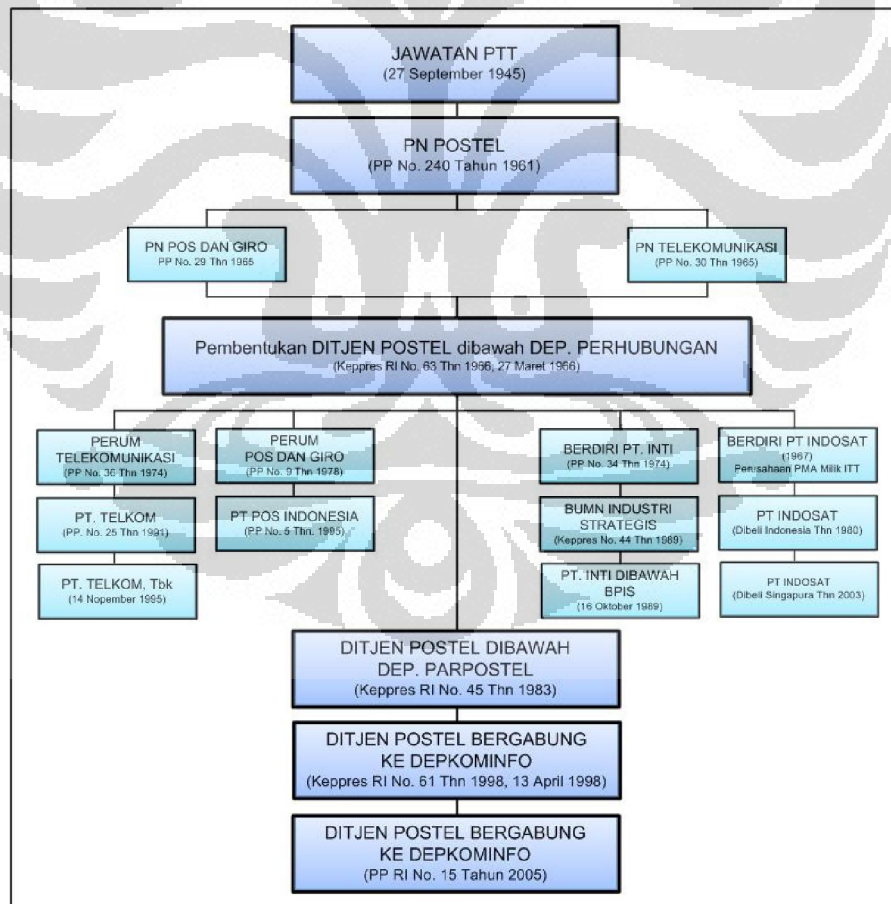 JAWATAN PTT
(27 September 1945)
PN POSTEL
(PP No. 240 Tahun 1961)
PN POS DAN GIRO
PP No. 29 Thn 1965
PN TELEKOMUNIKASI
(PP No. 30 Thn 1965)
Pembentukan DITJEN POSTEL dibawah DEP. PERHUBUNGAN
(Keppres RI No. 63 Thn 1966, 27 Maret 1966)
PERUM
TELEKOMUNIKASI
(PP No. 36 Thn 1974)
PERUM
POS DAN GIRO
(PP No. 9 Thn 1978)
BERDIRI PT. INTI
(PP No. 34 Thn 1974)
BERDIRI PT INDOSAT
(1967)
Perusahaan PMA Milik ITT
PT. TELKOM
(PP. No. 25 Thn 1991)
PT POS INDONESIA
(PP No. 5 Thn. 1995)
BUMN INDUSTRI
STRATEGIS
(Keppres No. 44 Thn 1989)
PT INDOSAT
(Dibeli Indonesia Thn 1980)
PT. TELKOM, Tbk
(14 Nopember 1995)
PT. INTI DIBAWAH
BPIS
(16 Oktober 1989)
PT INDOSAT
(Dibeli Singapura Thn 2003)
DITJEN POSTEL DIBAWAH
DEP. PARPOSTEL
(Keppres RI No. 45 Thn 1983)
DITJEN POSTEL BERGABUNG
KE DEPKOMINFO
(Keppres RI No. 61 Thn 1998, 13 April 1998)
DITJEN POSTEL BERGABUNG
KE DEPKOMINFO
(PP RI No. 15 Tahun 2005)